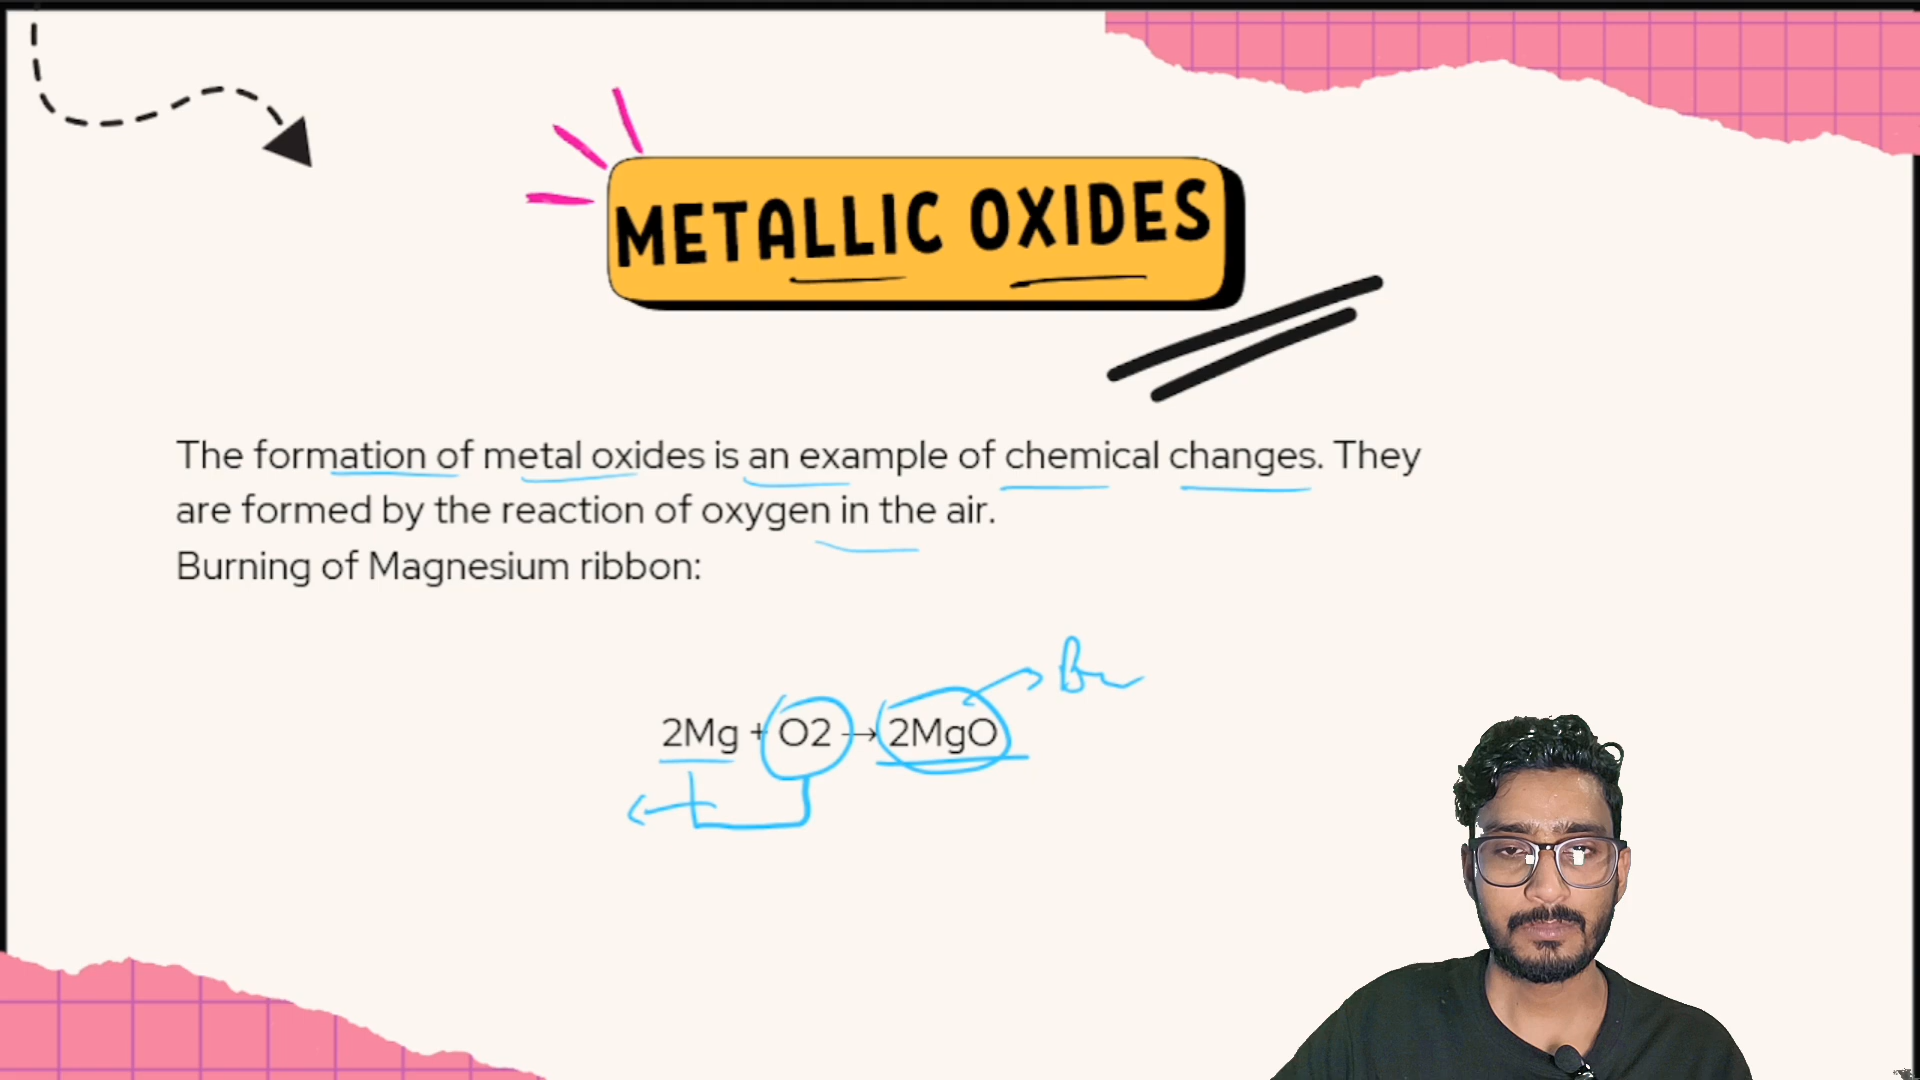 METALLIC OXIDES
The formation of metal oxides is an example of chemical changes. They
are formed by the reaction of oxygen in the air.
Burning of Magnesium ribbon:
2Mg + O2 → 2MgO